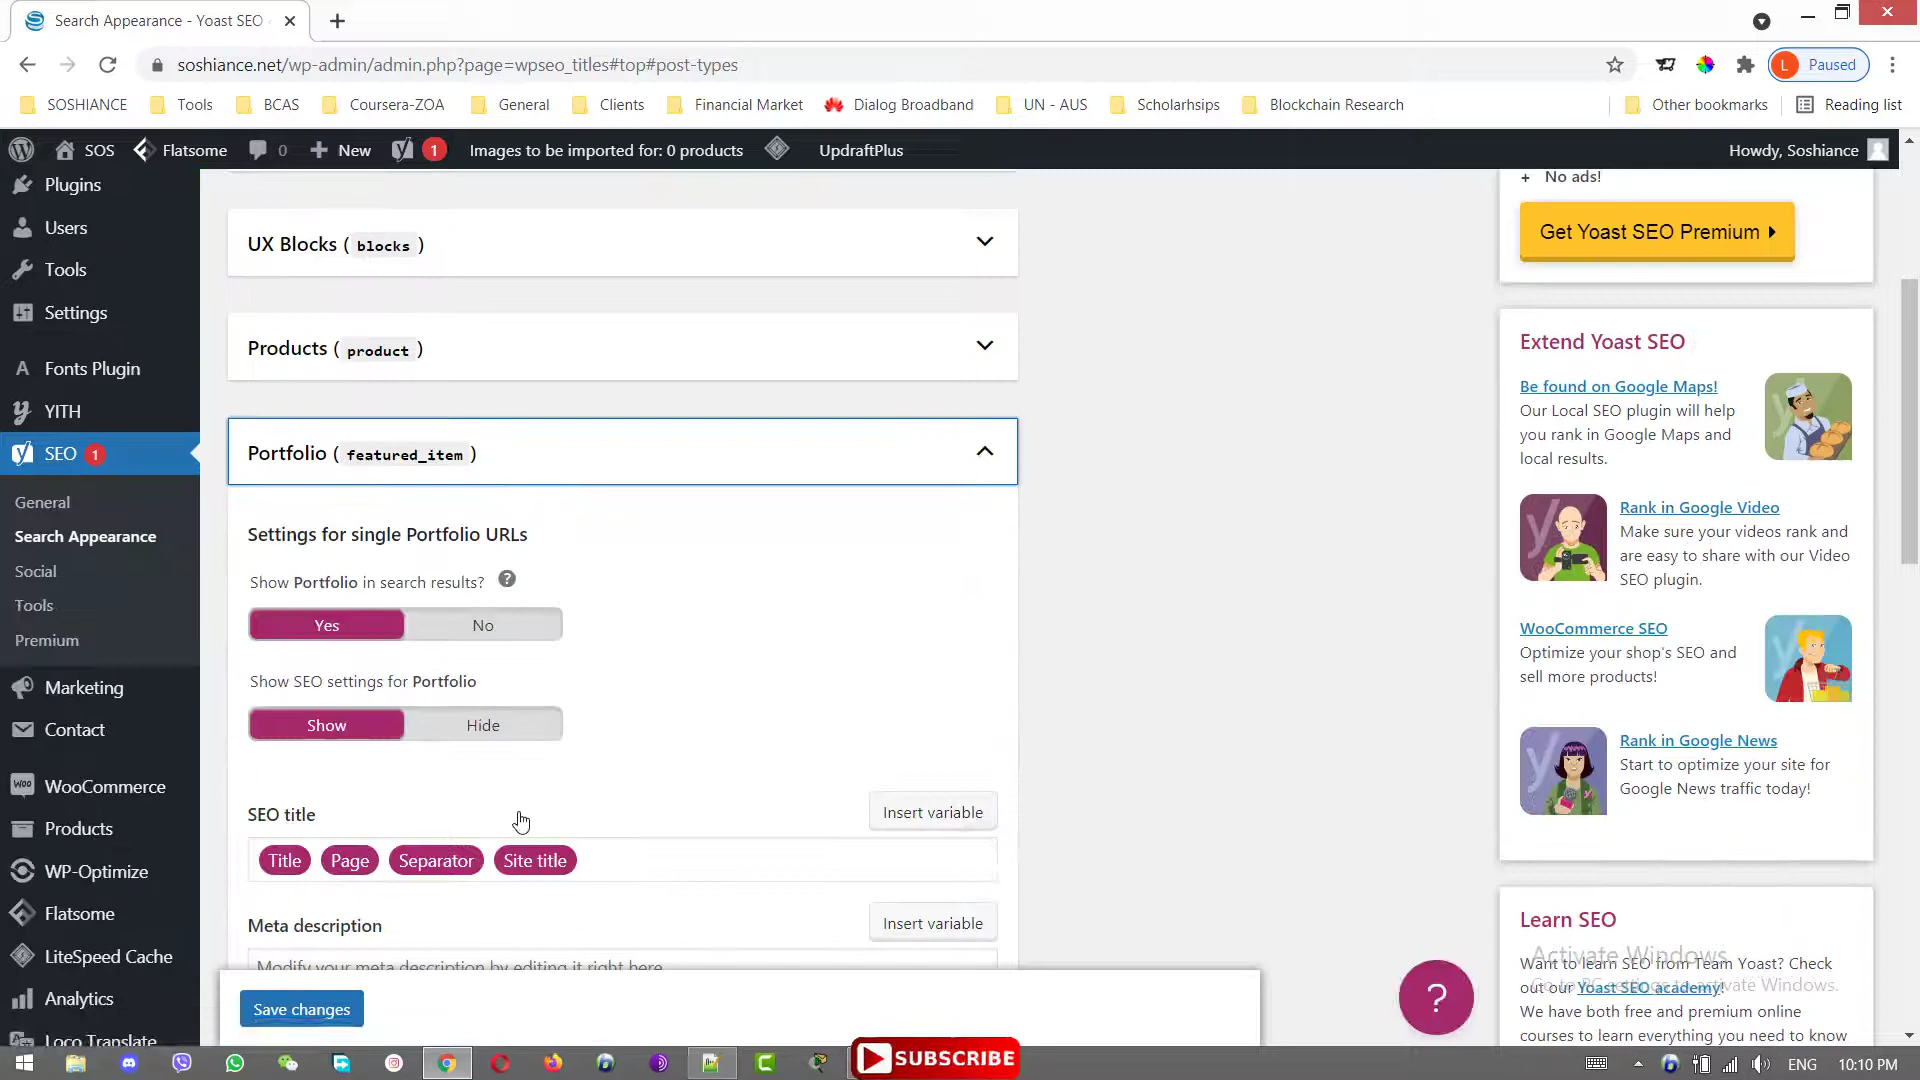 Search Appearance - Yoast SEO
soshiance.net/wp-admin/admin.php?page=wpseo_titles#top#post-types
L Paused
SOSHIANCE Tools BCAS Coursera-ZOA General Clients Financial Market Dialog Broadband UN - AUS Scholarhsips Blockchain Research Other bookmarks Reading list
SOS Flatsome 0 New 1 Images to be imported for: 0 products UpdraftPlus Howdy, Soshiance
Plugins
Users
Tools
Settings
Fonts Plugin
YITH
SEO 1
General
Search Appearance
Social
Tools
Premium
Marketing
Contact
WooCommerce
Products
WP-Optimize
Flatsome
LiteSpeed Cache
Analytics
Loco Translate
UX Blocks ( blocks )
Products ( product )
Portfolio ( featured_item )
Settings for single Portfolio URLs
Show Portfolio in search results? ?
Yes No
Show SEO settings for Portfolio
Show Hide
SEO title Insert variable
Title Page Separator Site title
Meta description Insert variable
Modify your meta description by editing it right here
Save changes
+ No ads!
Get Yoast SEO Premium
Extend Yoast SEO
Be found on Google Maps!
Our Local SEO plugin will help
you rank in Google Maps and
local results.
Rank in Google Video
Make sure your videos rank and
are easy to share with our Video
SEO plugin.
WooCommerce SEO
Optimize your shop's SEO and
sell more products!
Rank in Google News
Start to optimize your site for
Google News traffic today!
Learn SEO
Activate Windows
Want to learn SEO from Team Yoast? Check
Go to PC settings to activate Windows.
out our Yoast SEO academy!
We have both free and premium online
courses to learn everything you need to know
?
SUBSCRIBE
ENG 10:10 PM